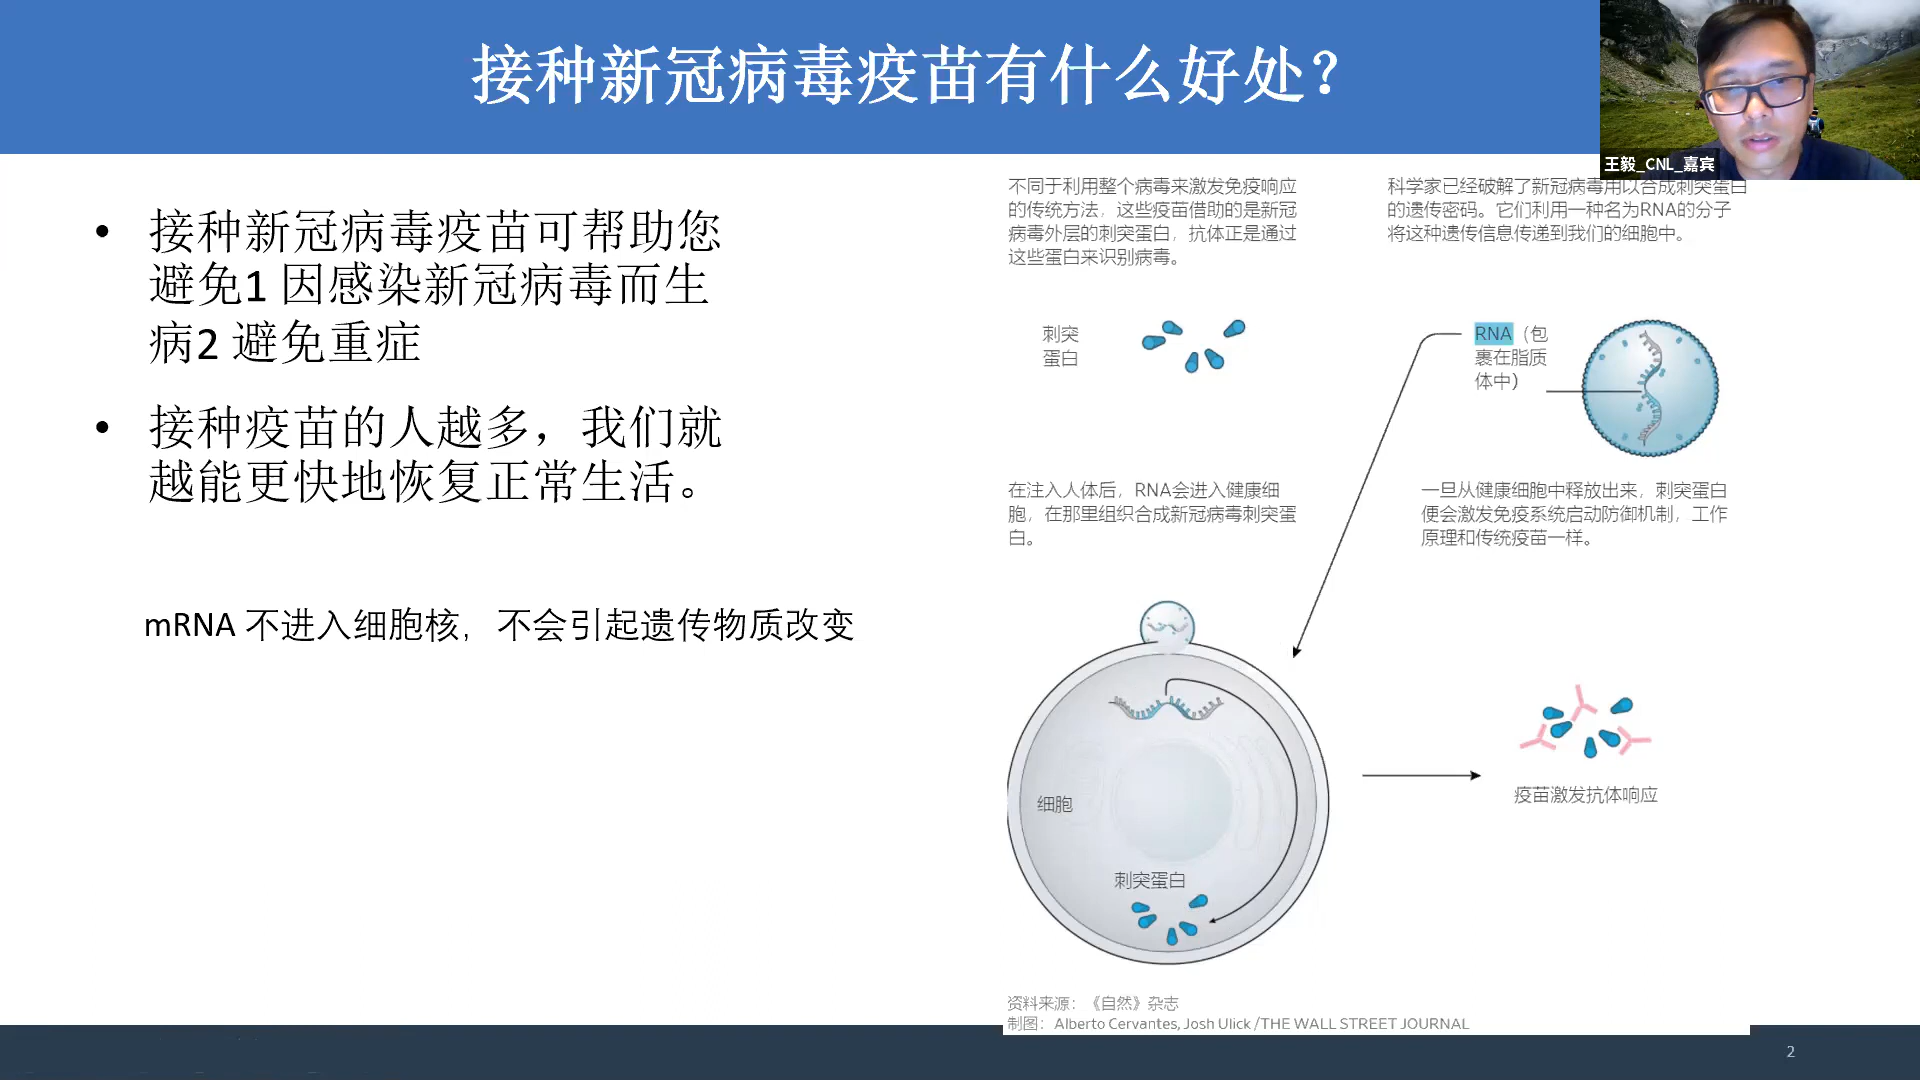 接种新冠病毒疫苗有什么好处？
王毅_CNL_嘉宾
• 接种新冠病毒疫苗可帮助您
避免1 因感染新冠病毒而生
病2 避免重症
• 接种疫苗的人越多，我们就
越能更快地恢复正常生活。
mRNA 不进入细胞核，不会引起遗传物质改变
不同于利用整个病毒来激发免疫响应
的传统方法，这些疫苗借助的是新冠
病毒外层的刺突蛋白，抗体正是通过
这些蛋白来识别病毒。
科学家已经破解了新冠病毒用以合成刺突蛋白
的遗传密码。它们利用一种名为RNA的分子
将这种遗传信息传递到我们的细胞中。
刺突
蛋白
RNA（包
裹在脂质
体中）
在注入人体后，RNA会进入健康细
胞，在那里组织合成新冠病毒刺突蛋
白。
一旦从健康细胞中释放出来，刺突蛋白
便会激发免疫系统启动防御机制，工作
原理和传统疫苗一样。
细胞
刺突蛋白
疫苗激发抗体响应
资料来源：《自然》杂志
制图：Alberto Cervantes, Josh Ulick /THE WALL STREET JOURNAL
2